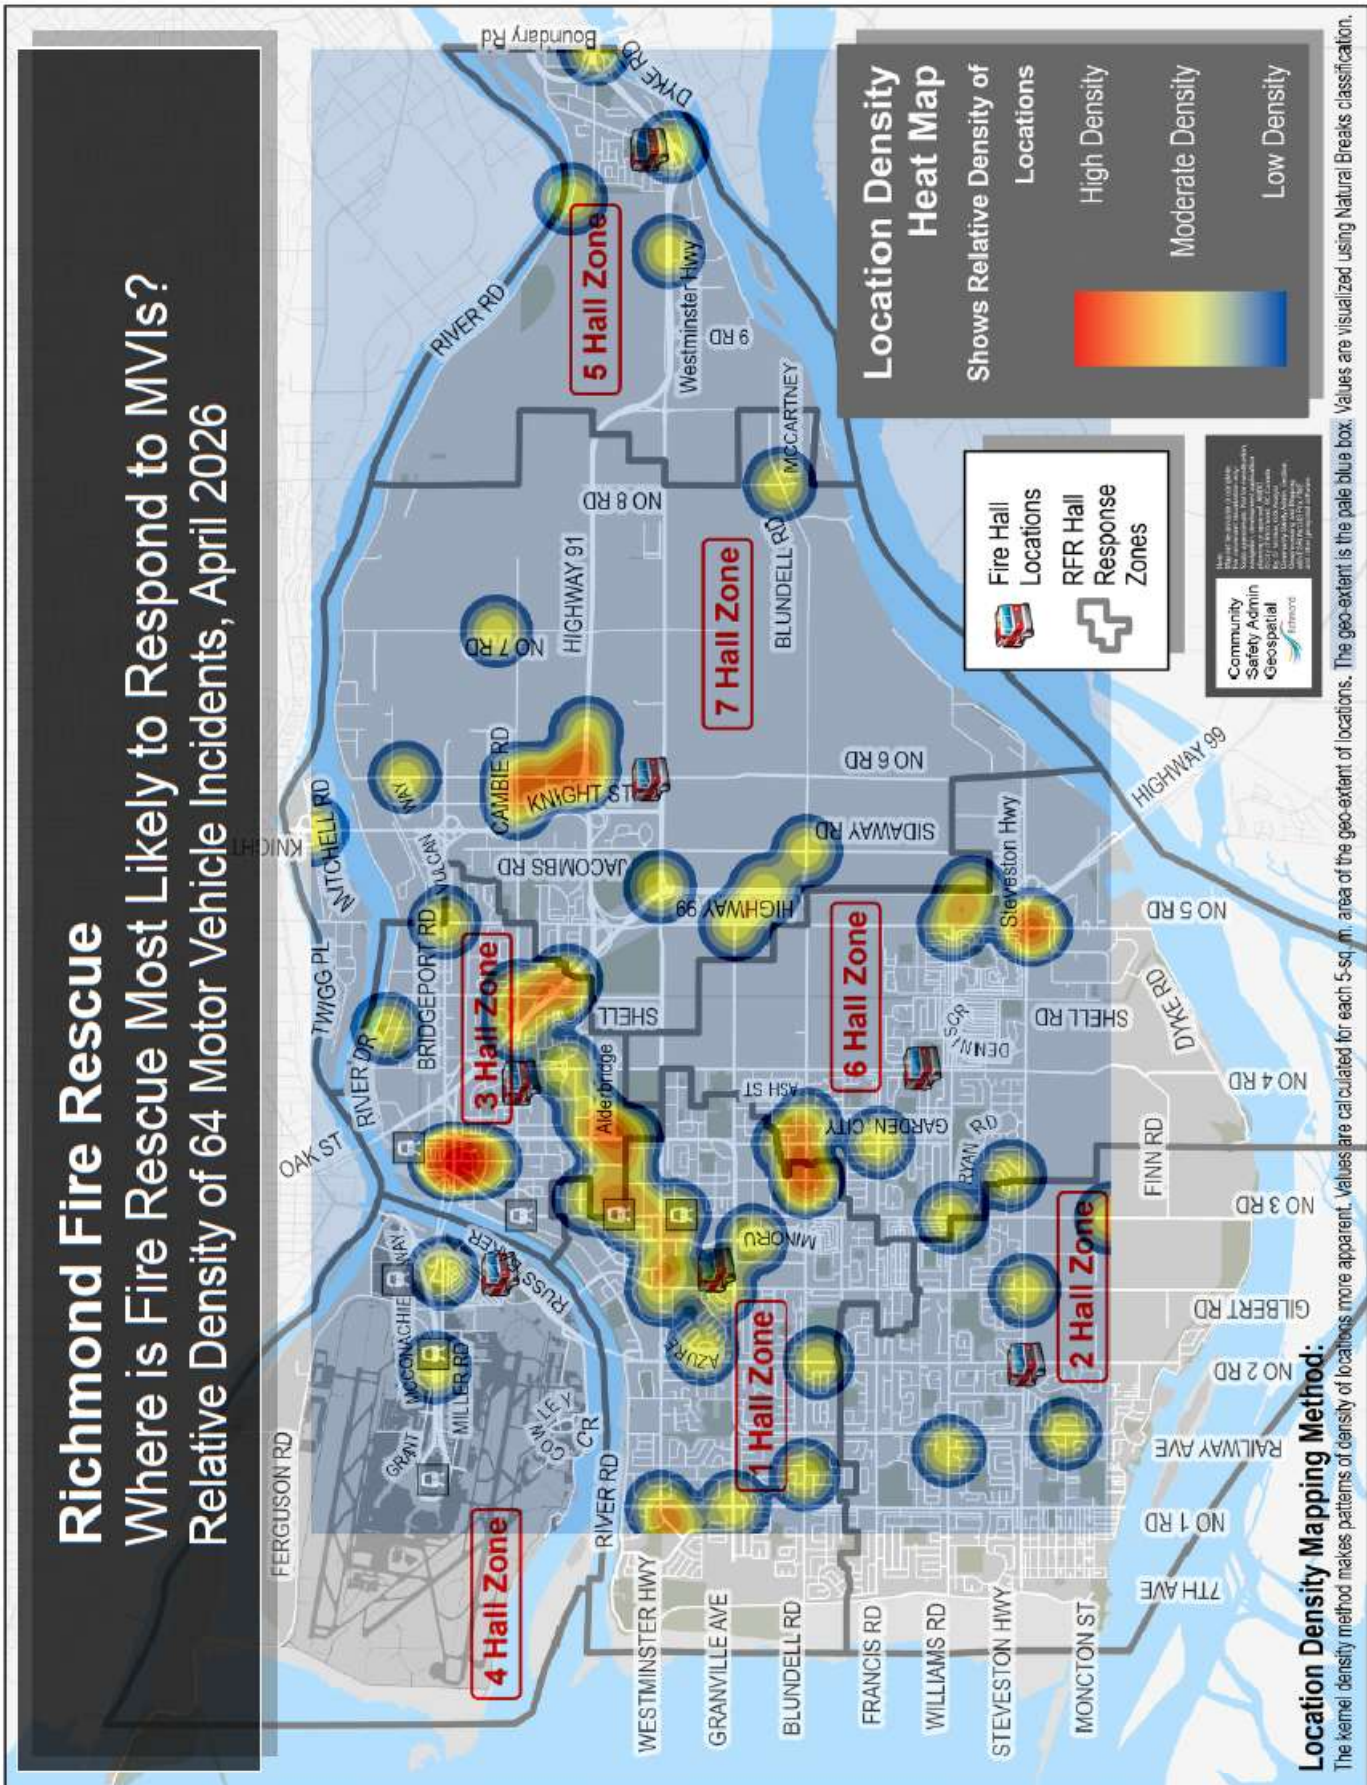 Richmond Fire Rescue
Where is Fire Rescue Most Likely to Respond to MVIs?
Relative Density of 64 Motor Vehicle Incidents, April 2026
FERGUSON RD
4 Hall Zone
GRANT
MCCONACHIE WAY
MILLER RD
COWLEY
CR
RUSS BAKER
OAK ST
RIVER DR
TWIGG PL
MITCHELL RD
KNIGHT
BRIDGEPORT RD
VULCAN
WAY
3 Hall Zone
CAMBIE RD
KNIGHT ST
JACOBS RD
NO 7 RD
HIGHWAY 91
NO 8 RD
RIVER RD
5 Hall Zone
Boundary Rd
DYKE RD
Westminster Hwy
9 RD
MCCARTNEY
BLUNDELL RD
7 Hall Zone
NO 6 RD
SIDAWAY RD
HIGHWAY 99
SHELL
Alderbridge
ASH ST
6 Hall Zone
GARDEN CITY
DENNIS CR
RYAN RD
MINORU
AZURE
1 Hall Zone
2 Hall Zone
RIVER RD
WESTMINSTER HWY
GRANVILLE AVE
BLUNDELL RD
FRANCIS RD
WILLIAMS RD
STEVESTON HWY
MONCTON ST
7TH AVE
NO 1 RD
RAILWAY AVE
NO 2 RD
GILBERT RD
NO 3 RD
FINN RD
NO 4 RD
DYKE RD
SHELL RD
NO 5 RD
Steveston Hwy
HIGHWAY 99
Fire Hall
Locations
RFR Hall
Response
Zones
Community
Safety Admin
Geospatial
Richmond
Location Density
Heat Map
Shows Relative Density of
Locations
High Density
Moderate Density
Low Density
Location Density Mapping Method:
The kernel density method makes patterns of density of locations more apparent. Values are calculated for each 5-sq. m. area of the geo-extent of locations. The geo-extent is the pale blue box. Values are visualized using Natural Breaks classification.